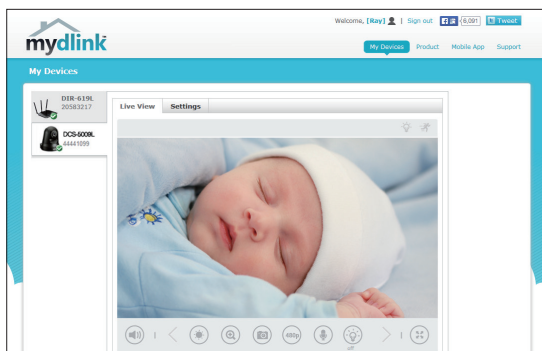 Welcome, [Ray] | Sign out (6,091) Tweet
mydlink
My Devices Product Mobile App Support
My Devices
DIR-619L
20583217
DCS-5009L
44441099
Live View Settings
480p